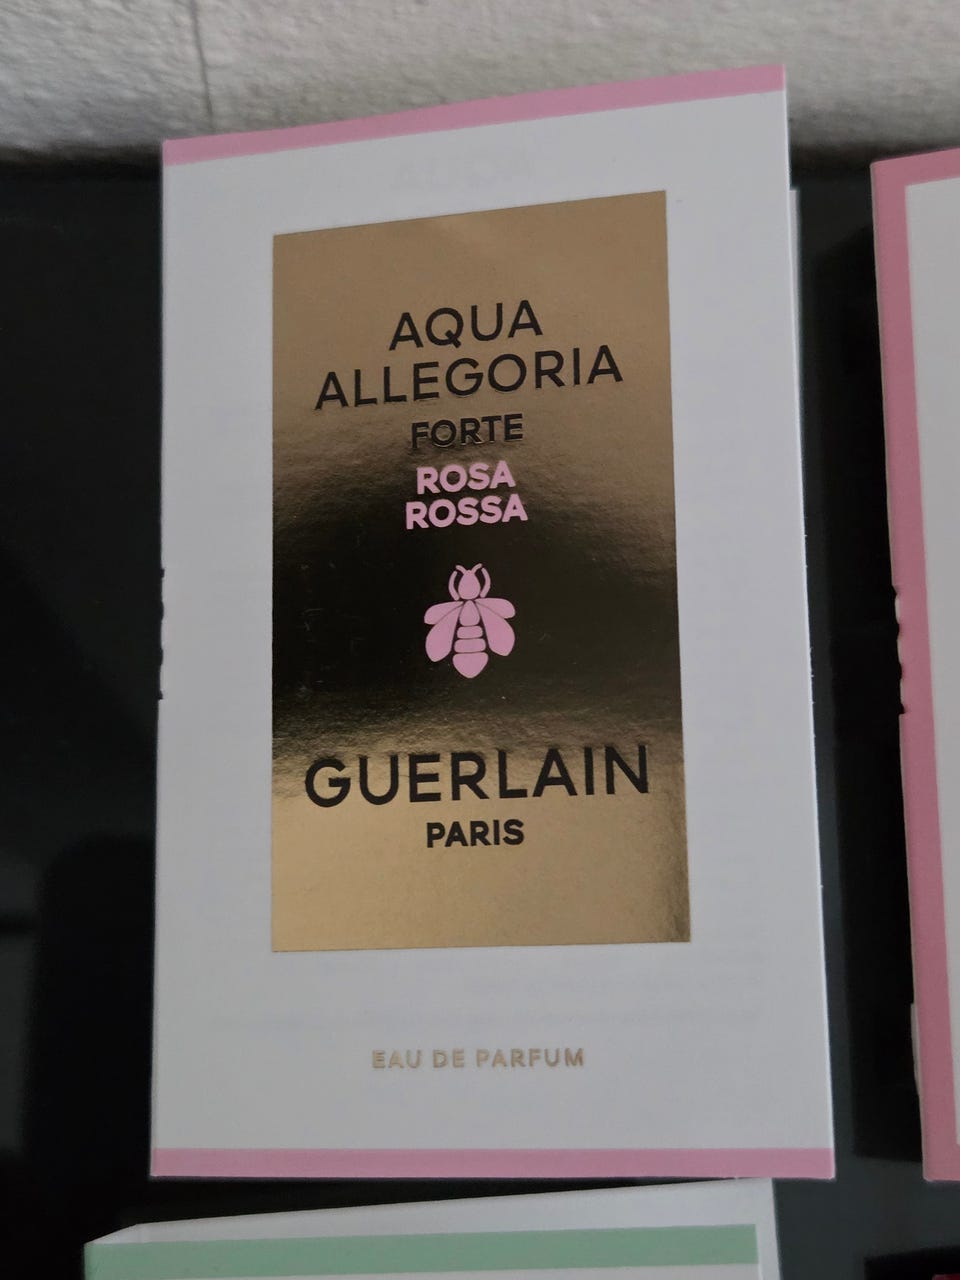 AQUA
ALLEGORIA
FORTE
ROSA
ROSSA
GUERLAIN
PARIS
EAU DE PARFUM